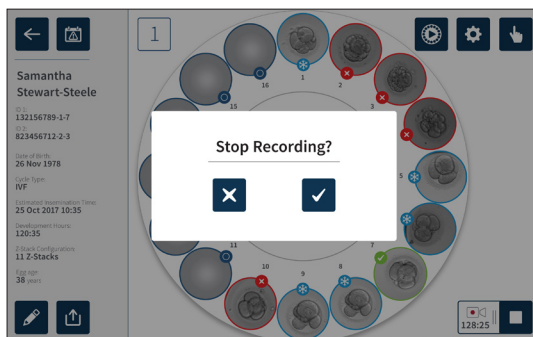 1
Samantha
Stewart-Steele
ID 1:
132156789-1-7
ID 2:
823456712-2-3
Date of Birth:
26 Nov 1978
Cycle Type:
IVF
Estimated Insemination Time:
25 Oct 2017 10:35
Development Hours:
120:35
Z-Stack Configuration:
11 Z-Stacks
Egg age:
38 years
16
1
2
15
3
Stop Recording?
5
11
7
10
9
8
128:25